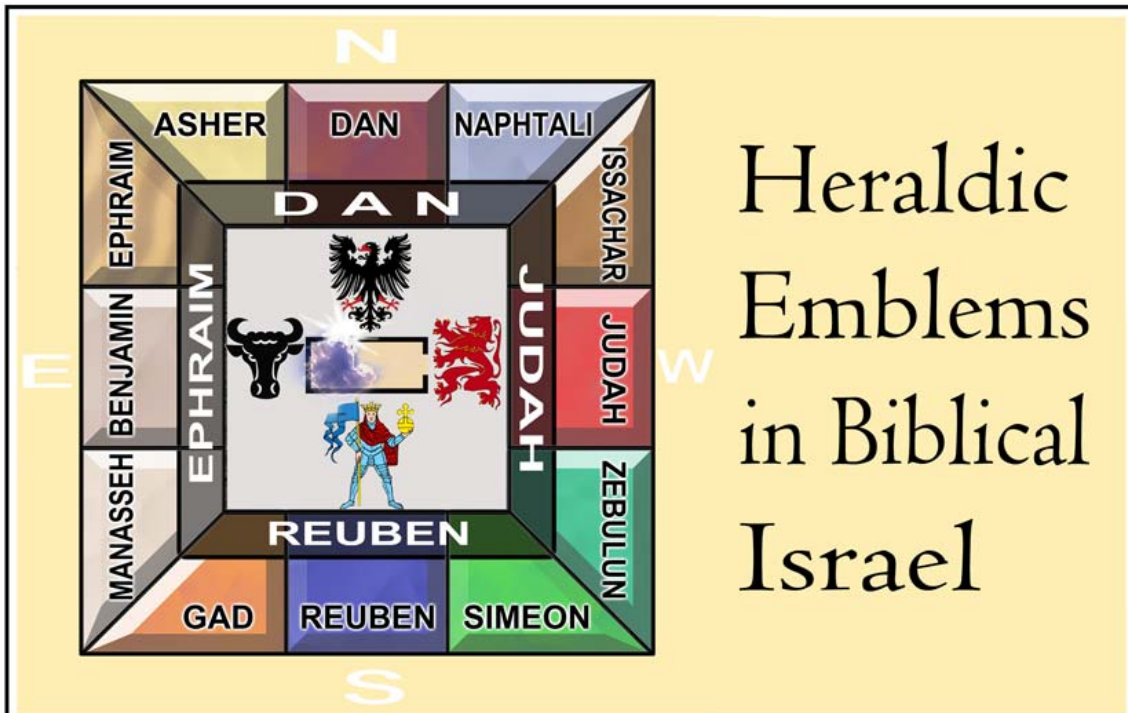 N
ASHER
DAN
NAPHTALI
EPHRAIM
ISSACHAR
DAN
EPHRAIM
JUDAH
E
BENJAMIN
JUDAH
W
MANASSEH
ZEBULUN
REUBEN
GAD
REUBEN
SIMEON
S
Heraldic
Emblems
in Biblical
Israel